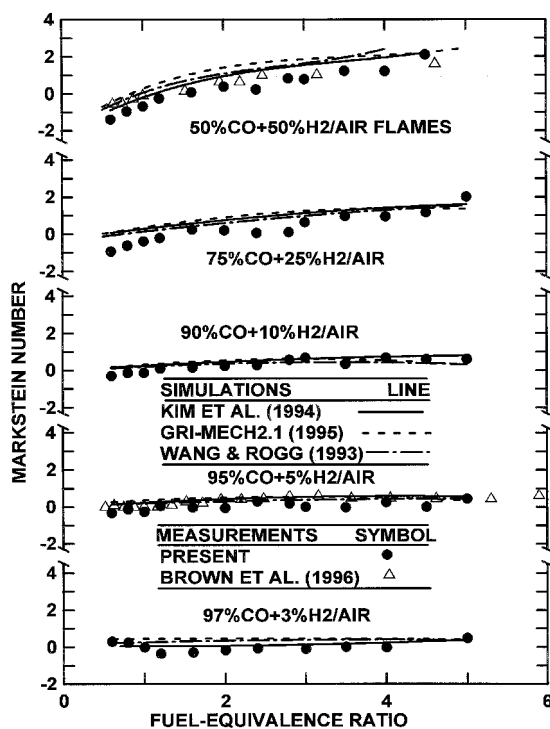 4
2
0
-2
50%CO+50%H2/AIR FLAMES
4
2
0
-2
75%CO+25%H2/AIR
MARKSTEIN NUMBER
4
2
0
-2
90%CO+10%H2/AIR
SIMULATIONS LINE
KIM ET AL. (1994)
GRI-MECH2.1 (1995)
WANG & ROGG (1993)
4
2
0
-2
95%CO+5%H2/AIR
MEASUREMENTS SYMBOL
PRESENT
BROWN ET AL. (1996)
4
2
0
-2
97%CO+3%H2/AIR
0 2 4 6
FUEL-EQUIVALENCE RATIO